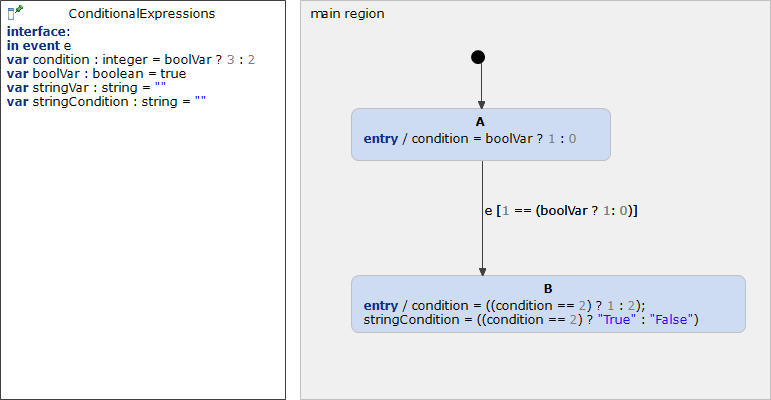 ConditionalExpressions
interface:
in event e
var condition : integer = boolVar ? 3 : 2
var boolVar : boolean = true
var stringVar : string = ""
var stringCondition : string = ""
main region
A
entry / condition = boolVar ? 1 : 0
e [1 == (boolVar ? 1: 0)]
B
entry / condition = ((condition == 2) ? 1 : 2);
stringCondition = ((condition == 2) ? "True" : "False")